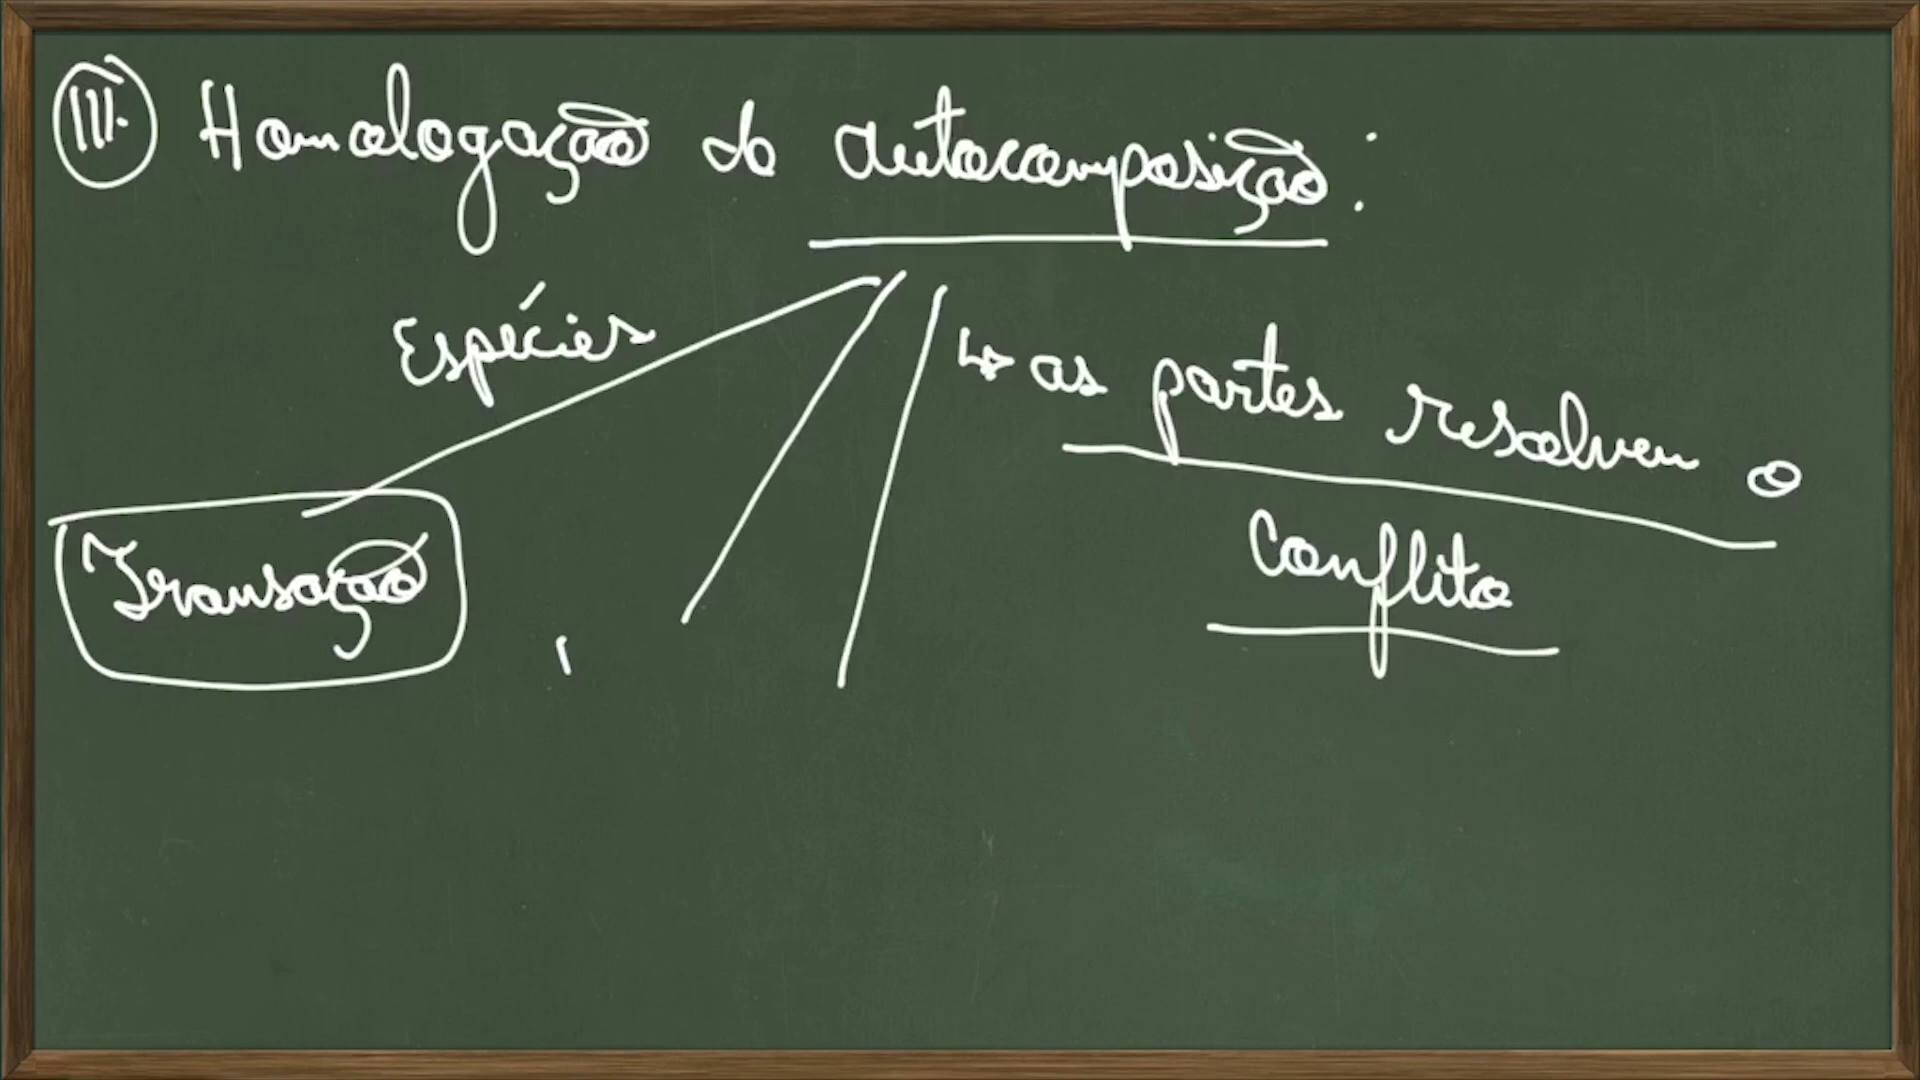 III. Homologação da autocomposição:
Espécies
↳ as partes resolvem o
conflito
Transação